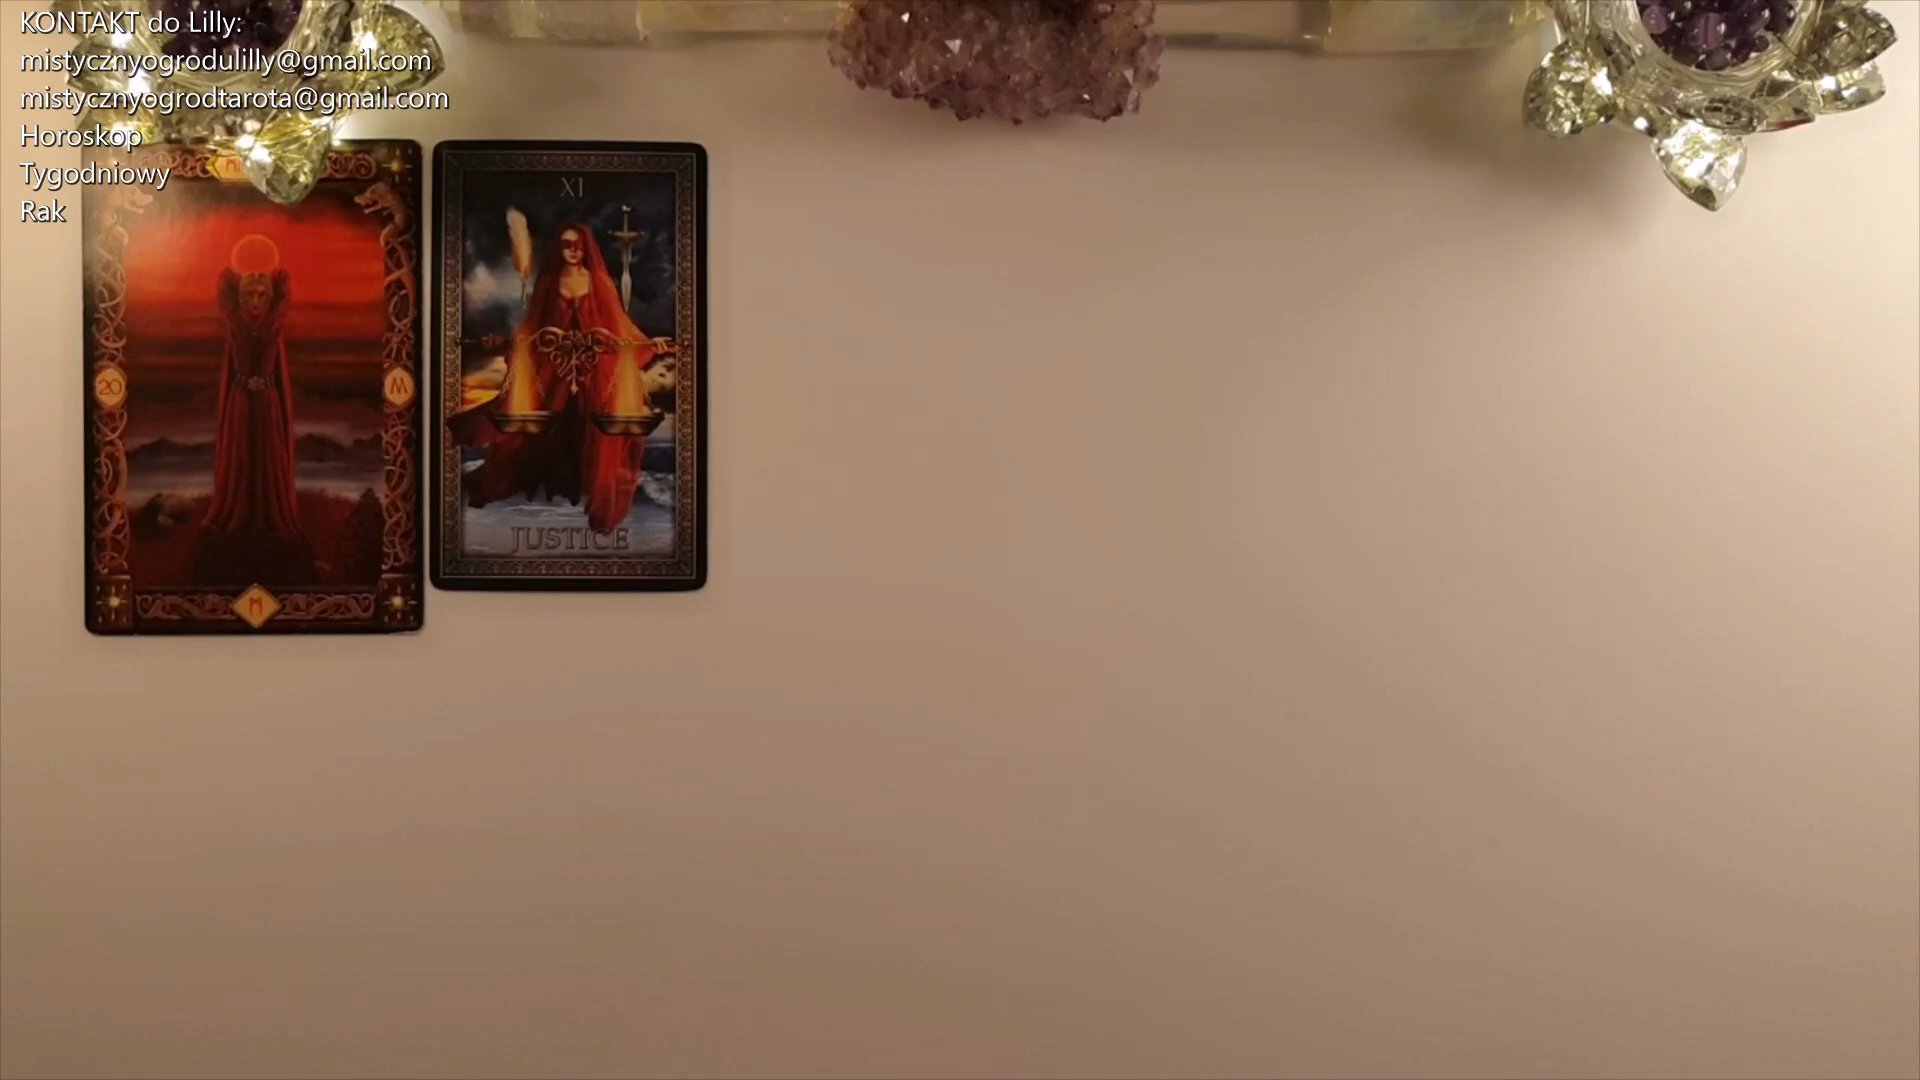 KONTAKT do Lilly:
mistycznyogrodulilly@gmail.com
mistycznyogrodtarota@gmail.com
Horoskop
Tygodniowy
Rak
XI
20
ᛗ
ᛗ
JUSTICE